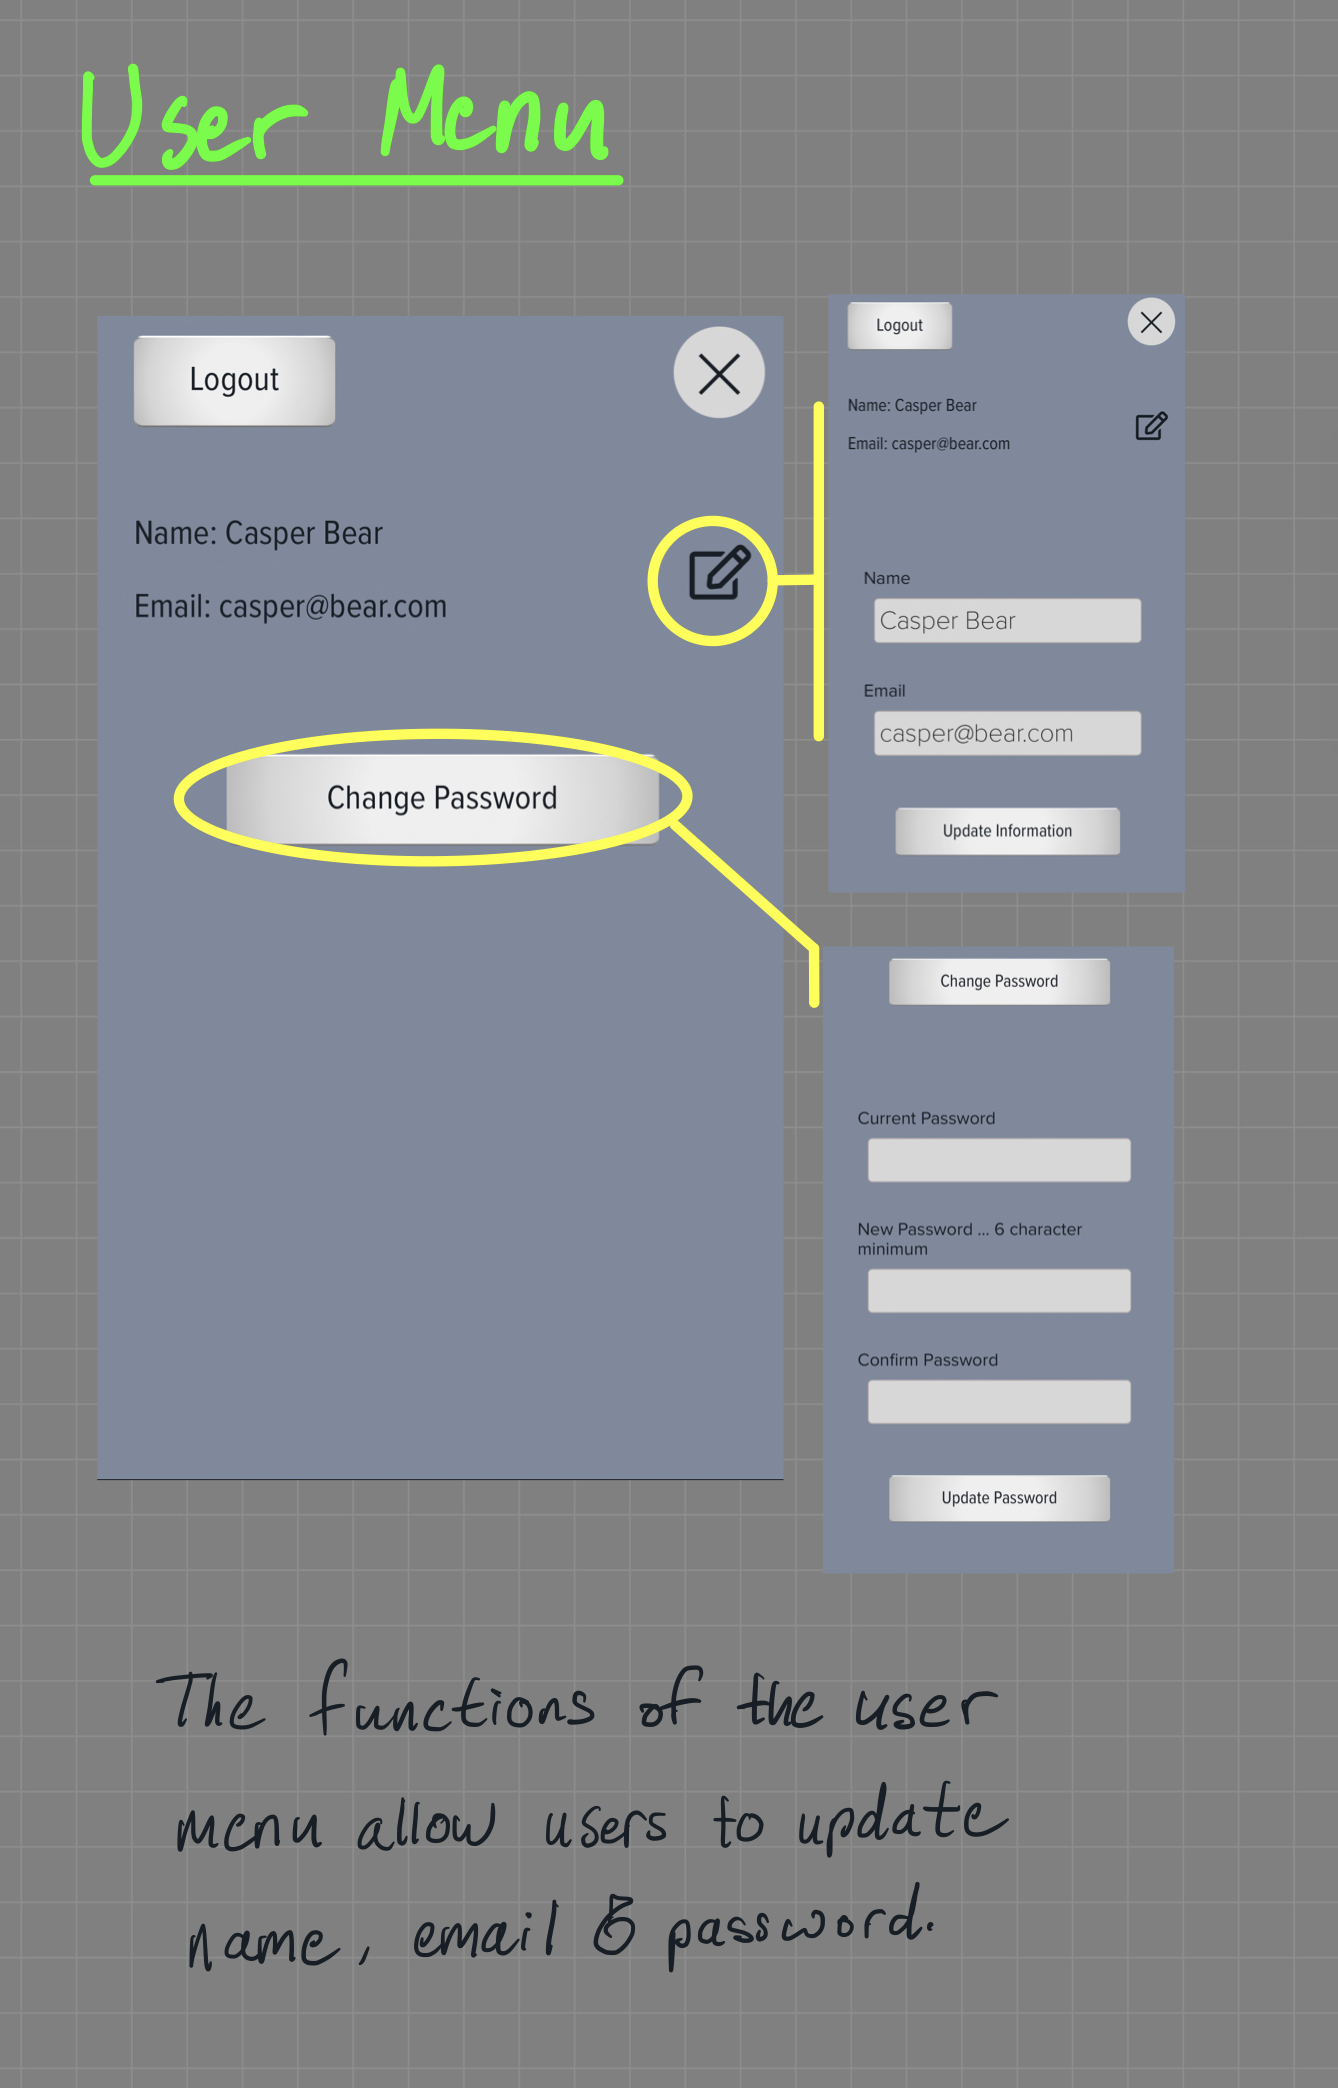 User Menu
Logout
Name: Casper Bear
Email: casper@bear.com
Change Password
Logout
Name: Casper Bear
Email: casper@bear.com
Name
Casper Bear
Email
casper@bear.com
Update Information
Change Password
Current Password
New Password ... 6 character
minimum
Confirm Password
Update Password
The functions of the user
menu allow users to update
name, email & password.